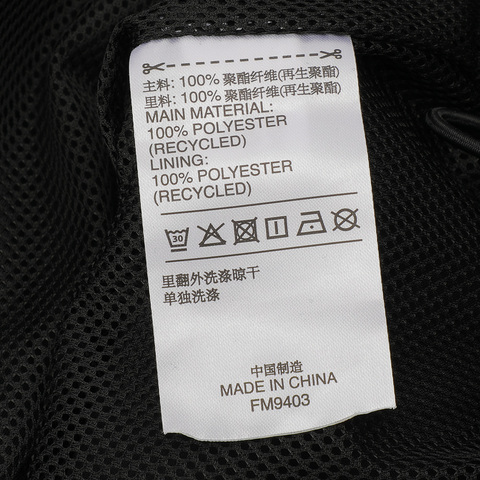 主料: 100% 聚酯纤维(再生聚酯)
里料: 100% 聚酯纤维(再生聚酯)
MAIN MATERIAL:
100% POLYESTER
(RECYCLED)
LINING:
100% POLYESTER
(RECYCLED)
30
里翻外洗涤晾干
单独洗涤
中国制造
MADE IN CHINA
FM9403